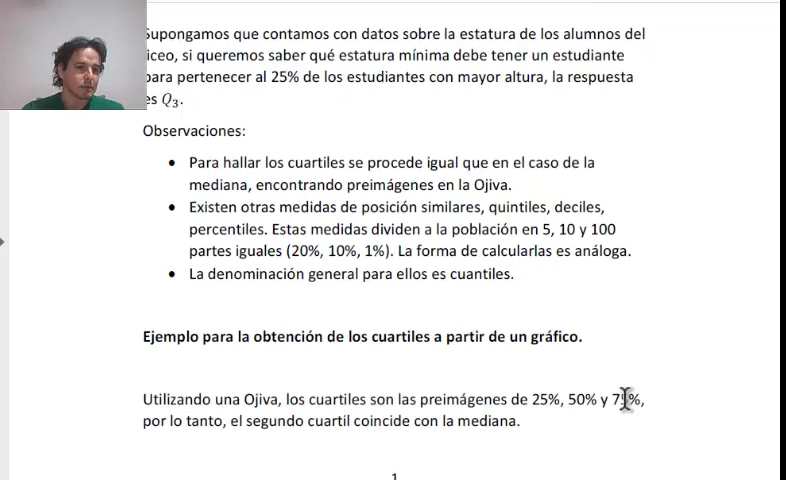 Supongamos que contamos con datos sobre la estatura de los alumnos del
liceo, si queremos saber qué estatura mínima debe tener un estudiante
para pertenecer al 25% de los estudiantes con mayor altura, la respuesta
es Q₃.
Observaciones:
• Para hallar los cuartiles se procede igual que en el caso de la
mediana, encontrando preimágenes en la Ojiva.
• Existen otras medidas de posición similares, quintiles, deciles,
percentiles. Estas medidas dividen a la población en 5, 10 y 100
partes iguales (20%, 10%, 1%). La forma de calcularlas es análoga.
• La denominación general para ellos es cuantiles.
Ejemplo para la obtención de los cuartiles a partir de un gráfico.
Utilizando una Ojiva, los cuartiles son las preimágenes de 25%, 50% y 75%,
por lo tanto, el segundo cuartil coincide con la mediana.
1